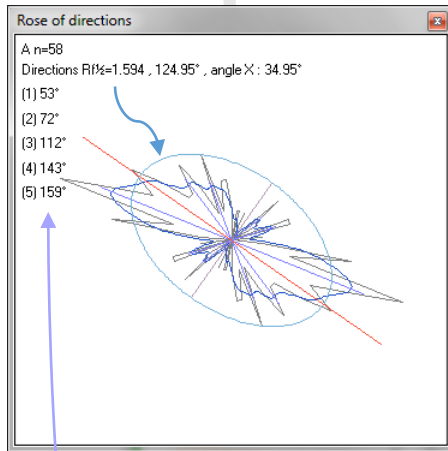 Rose of directions
A n=58
Directions Rf½=1.594 , 124.95° , angle X : 34.95°
(1) 53°
(2) 72°
(3) 112°
(4) 143°
(5) 159°